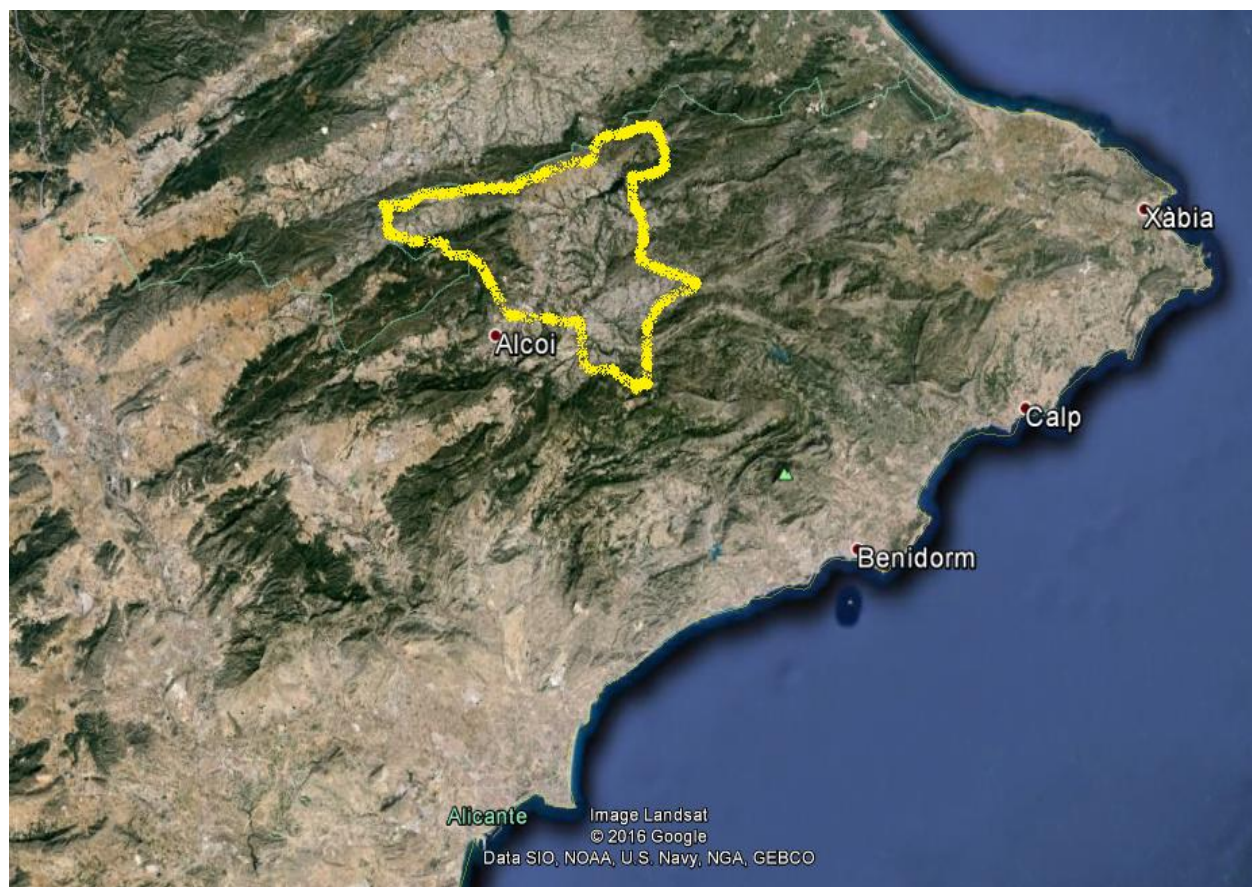 Xàbia
Alcoi
Calp
Benidorm
Alicante
Image Landsat
© 2016 Google
Data SIO, NOAA, U.S. Navy, NGA, GEBCO